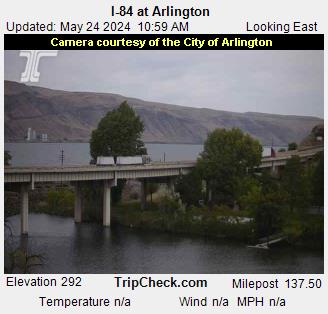 I-84 at Arlington
Updated: May 24 2024 10:59 AM Looking East
Camera courtesy of the City of Arlington
Elevation 292 TripCheck.com Milepost 137.50
Temperature n/a Wind n/a MPH n/a